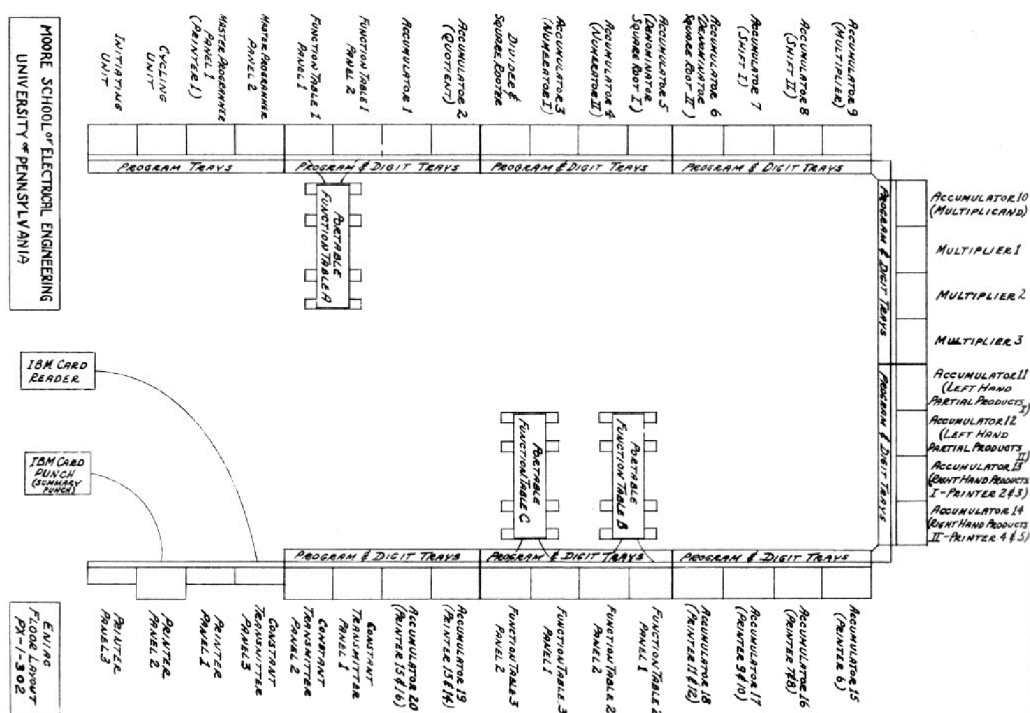 MOORE SCHOOL OF ELECTRICAL ENGINEERING
UNIVERSITY OF PENNSYLVANIA
INITIATING
UNIT
CYCLING
UNIT
MASTER PROGRAMMER
PANEL 1
(PRINTER 1)
MASTER PROGRAMMER
PANEL 2
FUNCTION TABLE 1
PANEL 1
FUNCTION TABLE 1
PANEL 2
ACCUMULATOR 1
ACCUMULATOR 2
(QUOTIENT)
DIVIDER &
SQUARE ROOTER
ACCUMULATOR 3
(NUMERATOR I)
ACCUMULATOR 4
(NUMERATOR II)
ACCUMULATOR 5
(DENOMINATOR
SQUARE ROOT I)
ACCUMULATOR 6
(DENOMINATOR
SQUARE ROOT II)
ACCUMULATOR 7
(SHIFT I)
ACCUMULATOR 8
(SHIFT II)
ACCUMULATOR 9
(MULTIPLIER)
PROGRAM TRAYS
PROGRAM & DIGIT TRAYS
PROGRAM & DIGIT TRAYS
PROGRAM & DIGIT TRAYS
ACCUMULATOR 10
(MULTIPLICAND)
MULTIPLIER 1
MULTIPLIER 2
MULTIPLIER 3
ACCUMULATOR 11
(LEFT HAND
PARTIAL PRODUCTS
I)
ACCUMULATOR 12
(LEFT HAND
PARTIAL PRODUCTS
II)
ACCUMULATOR 13
(RIGHT HAND PRODUCTS
I-PRINTER 2 & 3)
ACCUMULATOR 14
(RIGHT HAND PRODUCTS
II-PRINTER 4 & 5)
PROGRAM & DIGIT TRAYS
PROGRAM & DIGIT TRAYS
PORTABLE
FUNCTION TABLE A
IBM CARD
READER
IBM CARD
PUNCH
(SUMMARY
PUNCH)
PORTABLE
FUNCTION TABLE C
PORTABLE
FUNCTION TABLE B
PROGRAM & DIGIT TRAYS
PROGRAM & DIGIT TRAYS
PROGRAM & DIGIT TRAYS
PRINTER
PANEL 3
PRINTER
PANEL 2
PRINTER
PANEL 1
CONSTANT
TRANSMITTER
PANEL 3
CONSTANT
TRANSMITTER
PANEL 2
CONSTANT
TRANSMITTER
PANEL 1
ACCUMULATOR 20
(PRINTER 15 & 16)
ACCUMULATOR 19
(PRINTER 13 & 14)
FUNCTION TABLE 3
PANEL 2
FUNCTION TABLE 3
PANEL 1
FUNCTION TABLE 2
PANEL 2
FUNCTION TABLE 2
PANEL 1
ACCUMULATOR 18
(PRINTER 11 & 12)
ACCUMULATOR 17
(PRINTER 9 & 10)
ACCUMULATOR 16
(PRINTER 7 & 8)
ACCUMULATOR 15
(PRINTER 6)
ENIAC
FLOOR LAYOUT
PX-1-302